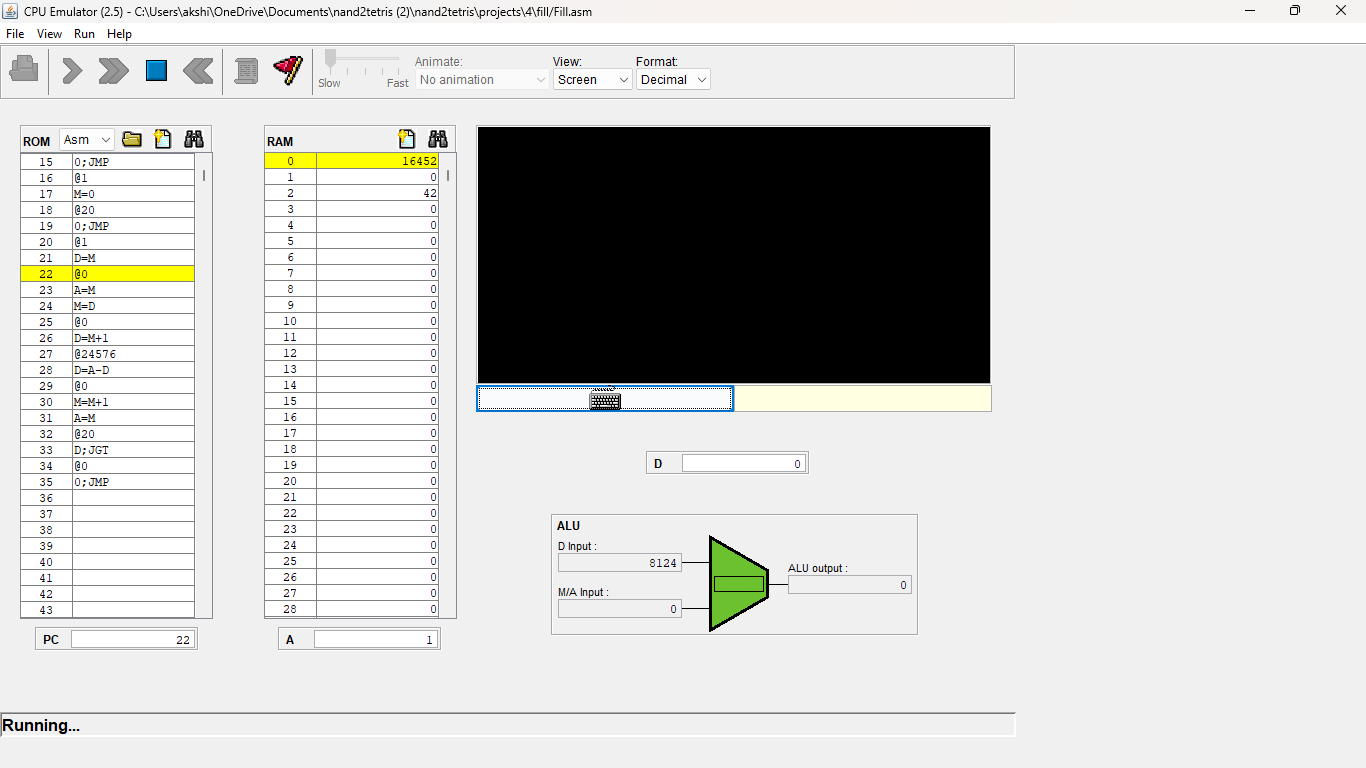 CPU Emulator (2.5) - C:\Users\akshi\OneDrive\Documents\nand2tetris (2)\nand2tetris\projects\4\fill/Fill.asm
File View Run Help
Slow Fast
Animate:
No animation
View:
Screen
Format:
Decimal
ROM Asm
15 0;JMP
16 @1
17 M=0
18 @20
19 0;JMP
20 @1
21 D=M
22 @0
23 A=M
24 M=D
25 @0
26 D=M+1
27 @24576
28 D=A-D
29 @0
30 M=M+1
31 A=M
32 @20
33 D;JGT
34 @0
35 0;JMP
36
37
38
39
40
41
42
43
PC 22
RAM
0 16452
1 0
2 42
3 0
4 0
5 0
6 0
7 0
8 0
9 0
10 0
11 0
12 0
13 0
14 0
15 0
16 0
17 0
18 0
19 0
20 0
21 0
22 0
23 0
24 0
25 0
26 0
27 0
28 0
A 1
D 0
ALU
D Input :
8124
M/A Input :
0
ALU output :
0
Running...